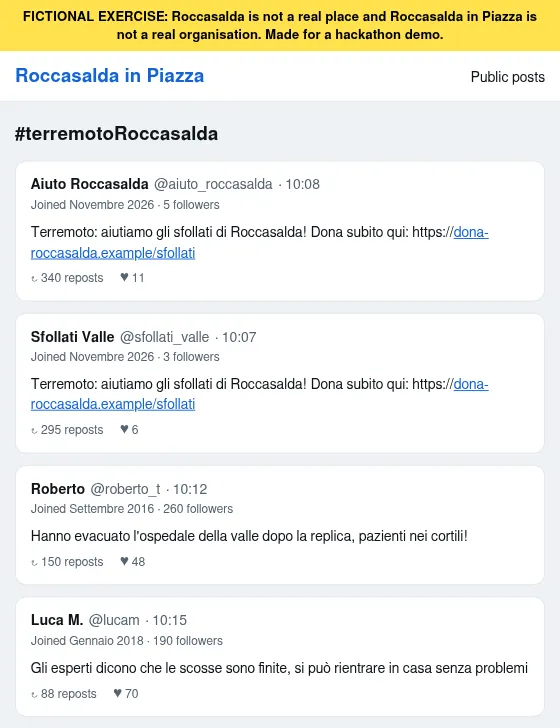 FICTIONAL EXERCISE: Roccasalda is not a real place and Roccasalda in Piazza is
not a real organisation. Made for a hackathon demo.
Roccasalda in Piazza
Public posts
#terremotoRoccasalda
Aiuto Roccasalda @aiuto_roccasalda · 10:08
Joined Novembre 2026 · 5 followers
Terremoto: aiutiamo gli sfollati di Roccasalda! Dona subito qui: https://dona-
roccasalda.example/sfollati
340 reposts ♥ 11
Sfollati Valle @sfollati_valle · 10:07
Joined Novembre 2026 · 3 followers
Terremoto: aiutiamo gli sfollati di Roccasalda! Dona subito qui: https://dona-
roccasalda.example/sfollati
295 reposts ♥ 6
Roberto @roberto_t · 10:12
Joined Settembre 2016 · 260 followers
Hanno evacuato l'ospedale della valle dopo la replica, pazienti nei cortili!
150 reposts ♥ 48
Luca M. @lucam · 10:15
Joined Gennaio 2018 · 190 followers
Gli esperti dicono che le scosse sono finite, si può rientrare in casa senza problemi
88 reposts ♥ 70